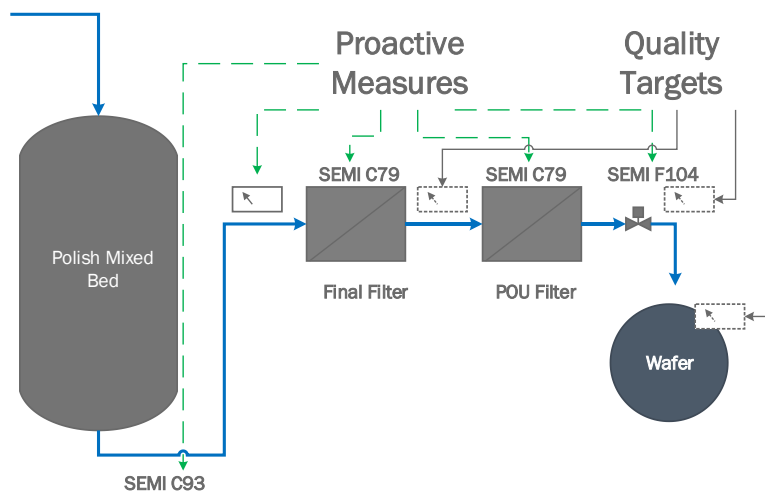 Proactive
Measures
Quality
Targets
SEMI C79
SEMI C79
SEMI F104
Polish Mixed
Bed
Final Filter
POU Filter
Wafer
SEMI C93